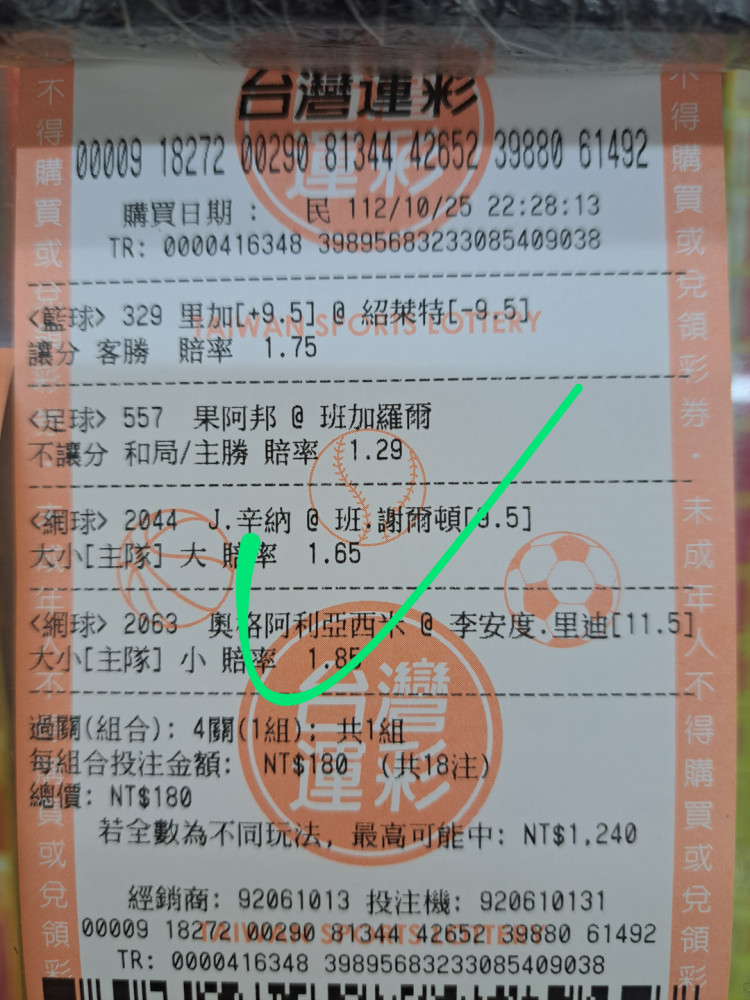 台灣運彩
00009 18272 00290 81344 42652 39880 61492
購買日期 : 民 112/10/25 22:28:13
TR: 0000416348 39895683233085409038
<籃球> 329 里加[+9.5] @ 紹萊特[-9.5]
TAIWAN SPORTS LOTTERY
讓分 客勝 賠率 1.75
<足球> 557 果阿邦 @ 班加羅爾
不讓分 和局/主勝 賠率 1.29
<網球> 2044 J.辛納 @ 班.謝爾頓[9.5]
大小[主隊] 大 賠率 1.65
<網球> 2063 奧格阿利亞西米 @ 李安度.里迪[11.5]
大小[主隊] 小 賠率 1.85
台灣運彩
過關(組合): 4關(1組); 共1組
每組合投注金額: NT$180 (共18注)
總價: NT$180
若全數為不同玩法, 最高可能中: NT$1,240
經銷商: 92061013 投注機: 920610131
00009 18272 00290 81344 42652 39880 61492
TAIWAN SPORTS LOTTERY
TR: 0000416348 39895683233085409038
不得購買或兌領彩券・未成年人不得購買或兌領